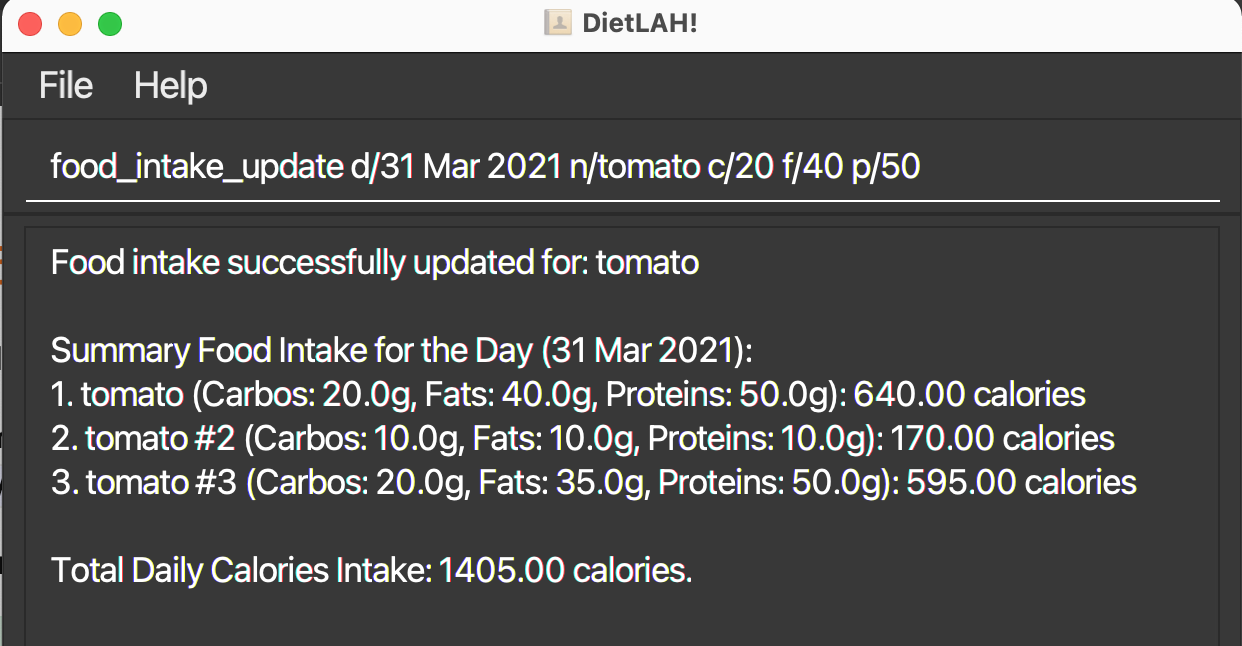 DietLAH!
File Help
food_intake_update d/31 Mar 2021 n/tomato c/20 f/40 p/50
Food intake successfully updated for: tomato
Summary Food Intake for the Day (31 Mar 2021):
1. tomato (Carbos: 20.0g, Fats: 40.0g, Proteins: 50.0g): 640.00 calories
2. tomato #2 (Carbos: 10.0g, Fats: 10.0g, Proteins: 10.0g): 170.00 calories
3. tomato #3 (Carbos: 20.0g, Fats: 35.0g, Proteins: 50.0g): 595.00 calories
Total Daily Calories Intake: 1405.00 calories.